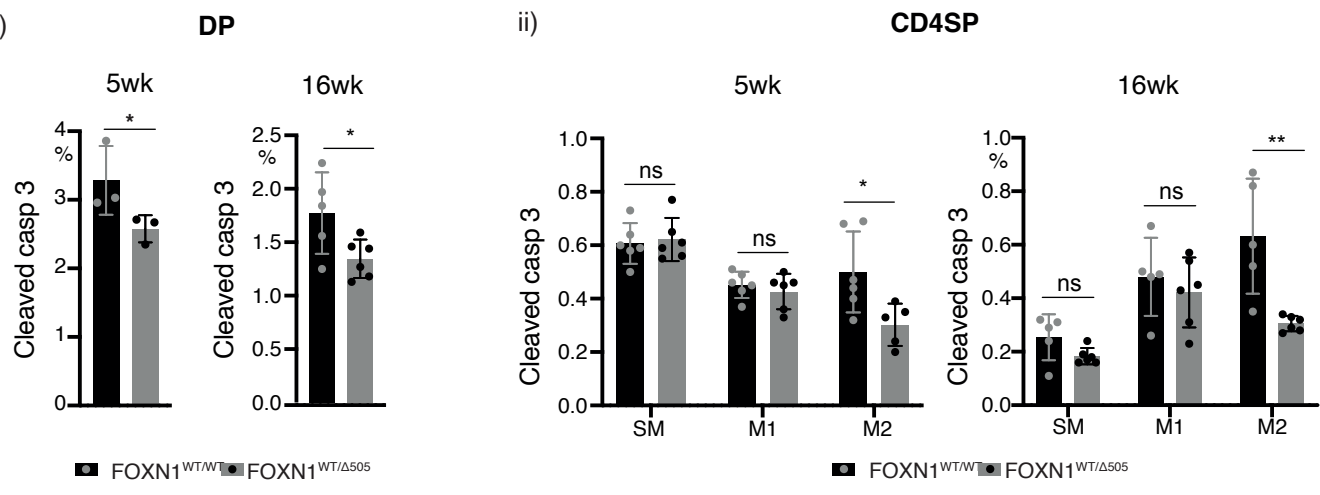 ) DP
5wk
*
4
%
3
2
1
0
Cleaved casp 3
16wk
*
2.5
%
2.0
1.5
1.0
0.5
0.0
Cleaved casp 3
FOXN1WT/WT FOXN1WT/Δ505
ii) CD4SP
5wk
1.0
0.8
0.6
0.4
0.2
0.0
Cleaved casp 3
ns
ns
*
SM M1 M2
16wk
1.0
%
0.8
0.6
0.4
0.2
0.0
Cleaved casp 3
ns
ns
**
SM M1 M2
FOXN1WT/WT FOXN1WT/Δ505